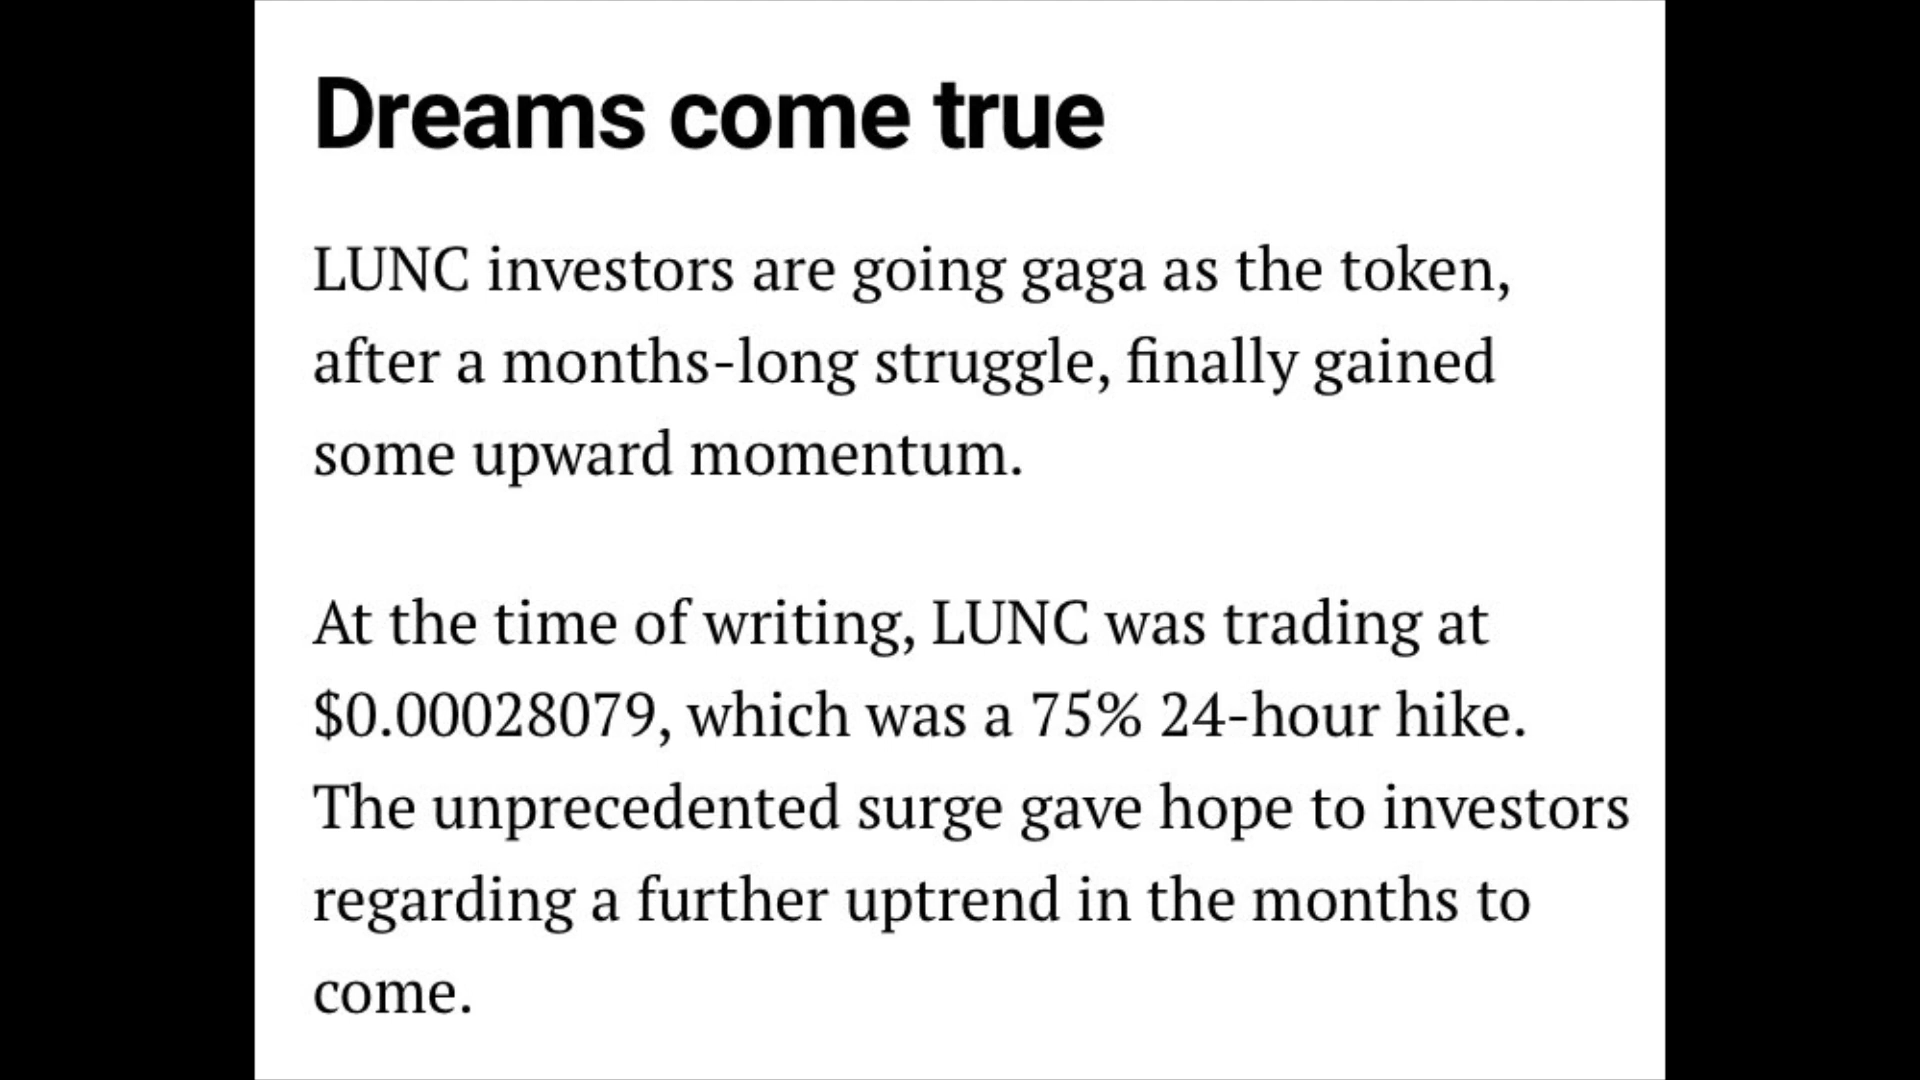 Dreams come true
LUNC investors are going gaga as the token,
after a months-long struggle, finally gained
some upward momentum.
At the time of writing, LUNC was trading at
$0.00028079, which was a 75% 24-hour hike.
The unprecedented surge gave hope to investors
regarding a further uptrend in the months to
come.